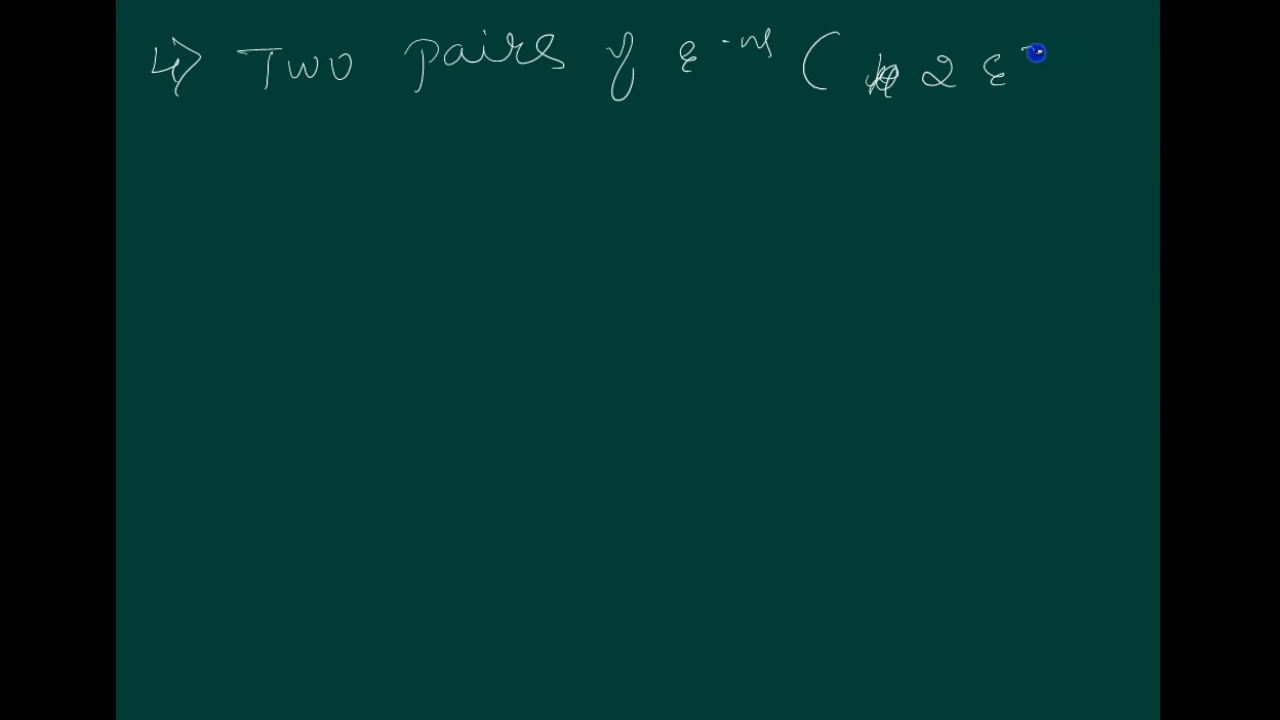 4) Two pairs of ε⁻ⁿˢ ( 2 ε⁻